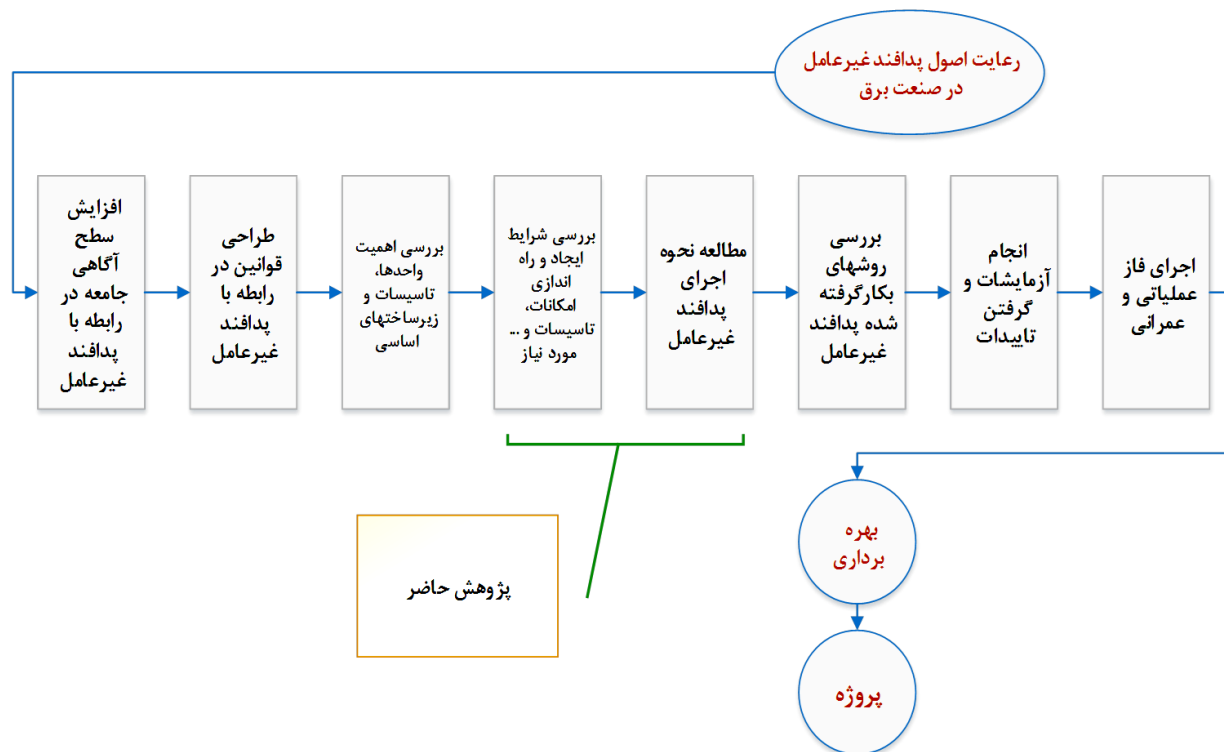 رعایت اصول پدافند غیرعامل
در صنعت برق
افزایش
سطح
آگاهی
جامعه در
رابطه با
پدافند
غیرعامل
طراحی
قوانین در
رابطه با
پدافند
غیرعامل
بررسی اهمیت
واحدها،
تاسیسات و
زیرساختهای
اساسی
بررسی شرایط
ایجاد و راه
اندازی
امکانات،
تاسیسات و ...
مورد نیاز
مطالعه نحوه
اجرای
پدافند
غیرعامل
بررسی
روشهای
بکارگرفته
شده پدافند
غیرعامل
انجام
آزمایشات و
گرفتن
تاییدات
اجرای فاز
عملیاتی و
عمرانی
پژوهش حاضر
بهره
برداری
پروژه